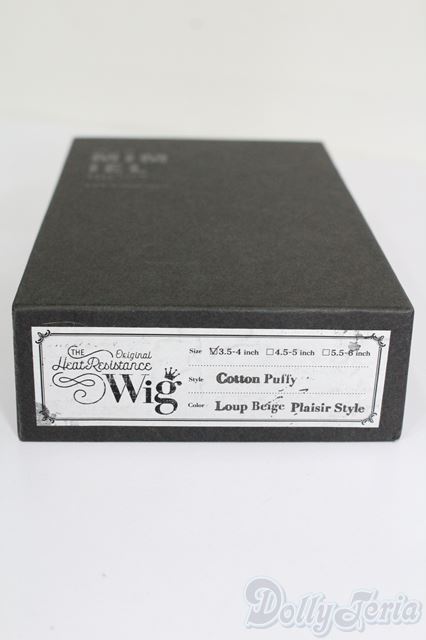 MIM
IEL
THE Original
Heat Resistance
Wig
Size ☑3.5-4 inch ☐4.5-5 inch ☐5.5-6 inch
Style Cotton Puffy
Color Loup Beige Plaisir Style
DollyTeria